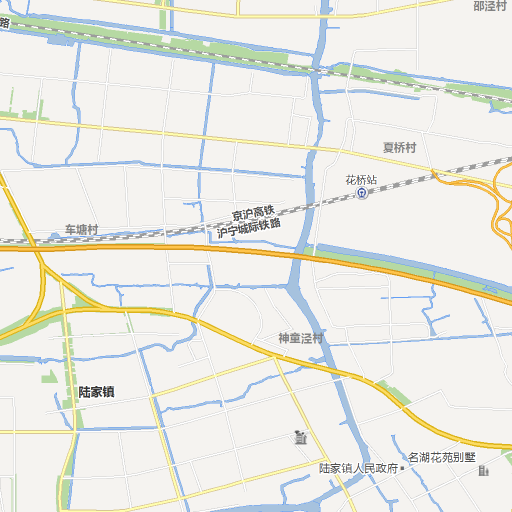 邵泾村
路
夏桥村
花桥站
京沪高铁
沪宁城际铁路
车塘村
神童泾村
陆家镇
名湖花苑别墅
陆家镇人民政府